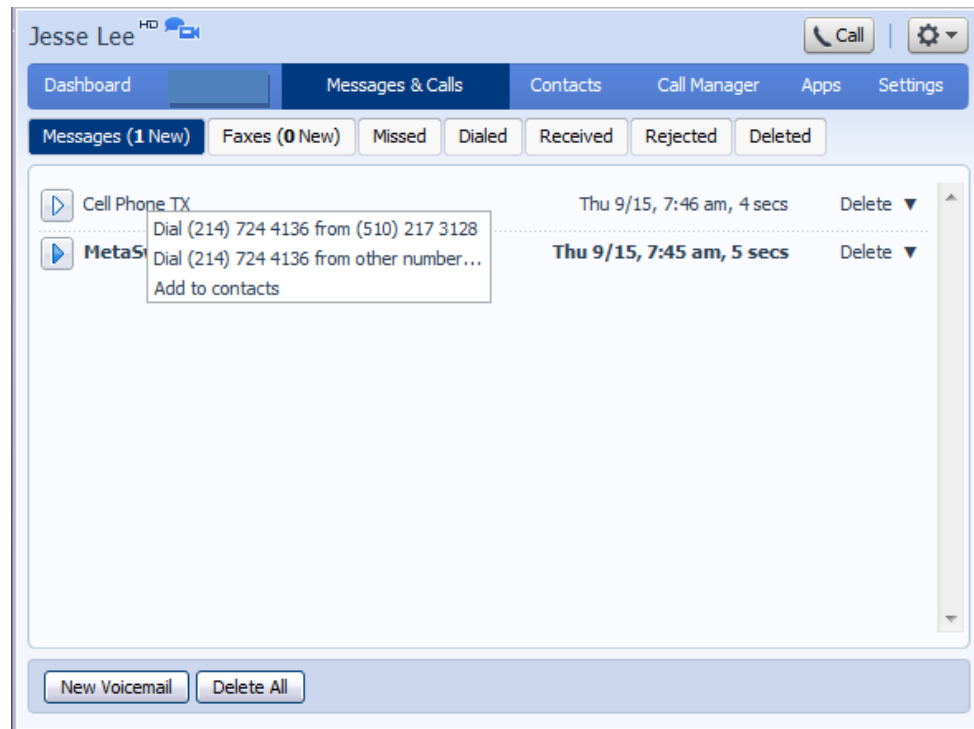 Jesse Lee HD
Call
Dashboard Messages & Calls Contacts Call Manager Apps Settings
Messages (1 New) Faxes (0 New) Missed Dialed Received Rejected Deleted
Cell Phone TX Thu 9/15, 7:46 am, 4 secs Delete ▼
Dial (214) 724 4136 from (510) 217 3128
Thu 9/15, 7:45 am, 5 secs Delete ▼
Dial (214) 724 4136 from other number...
Add to contacts
New Voicemail Delete All